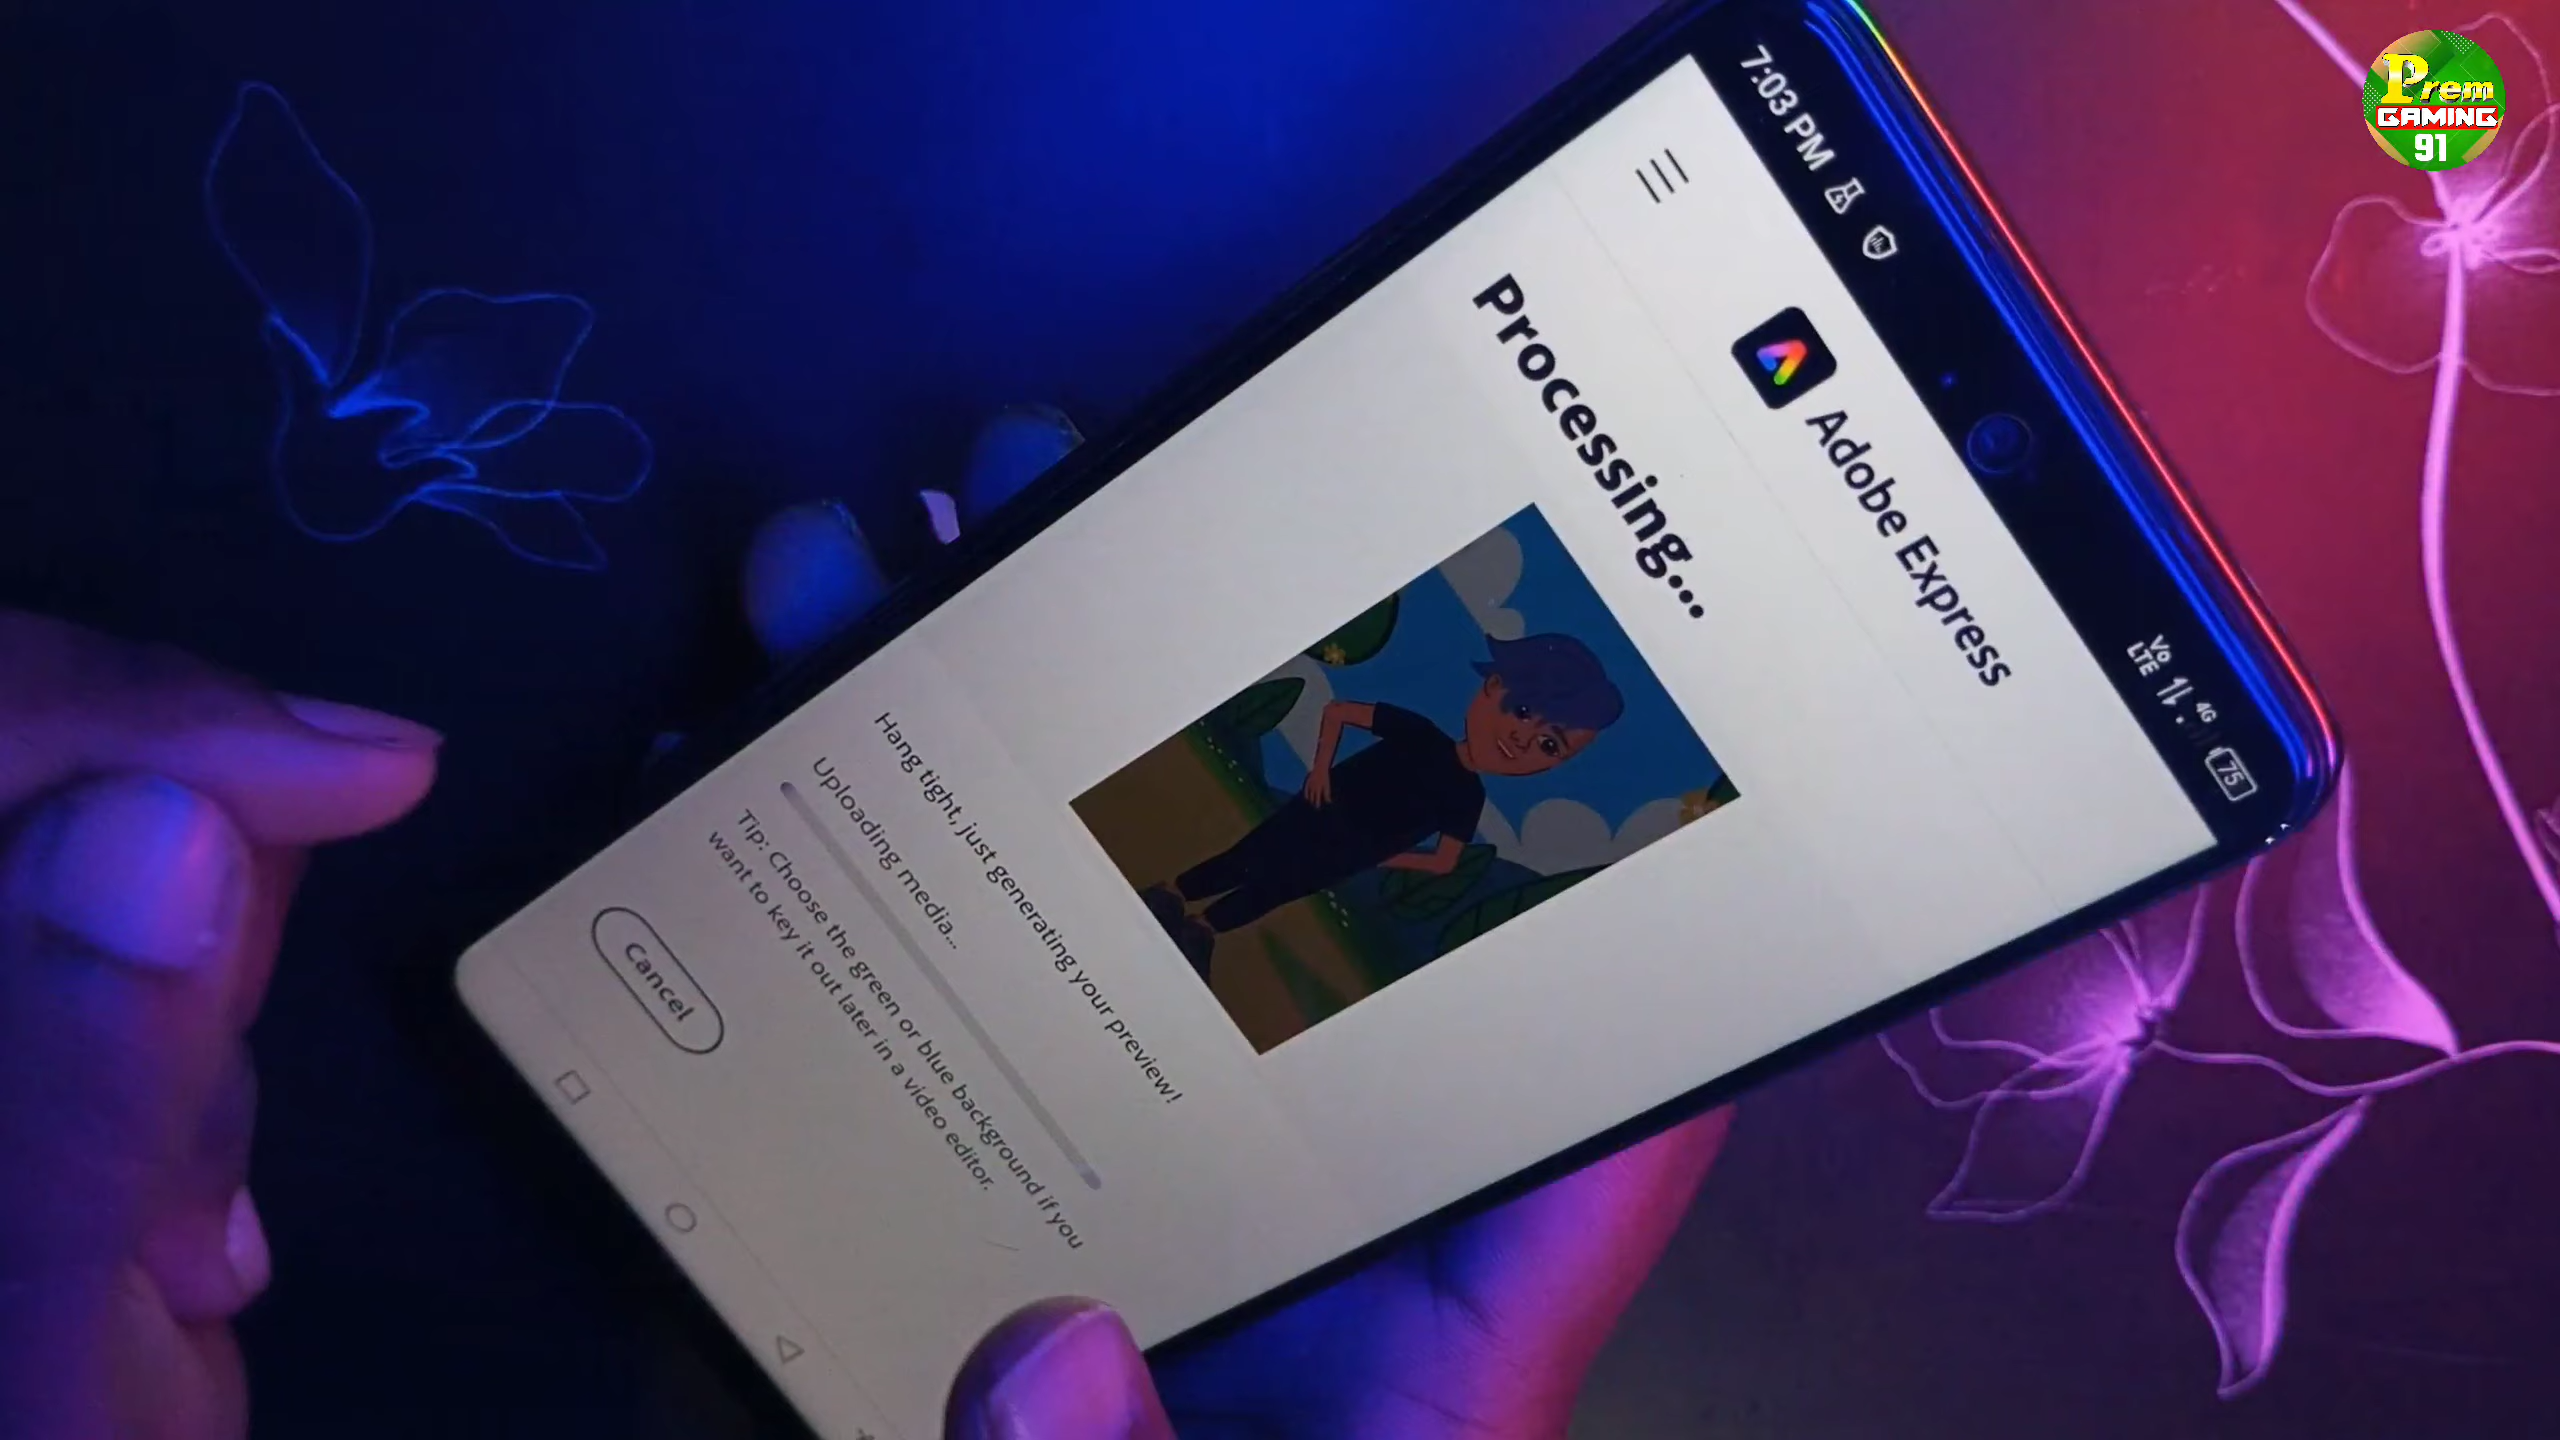 Prem
GAMING
91
7:03 PM
Vo
LTE
4G
75
Adobe Express
Processing...
Hang tight, just generating your preview!
Uploading media...
Tip: Choose the green or blue background if you
want to key it out later in a video editor.
Cancel